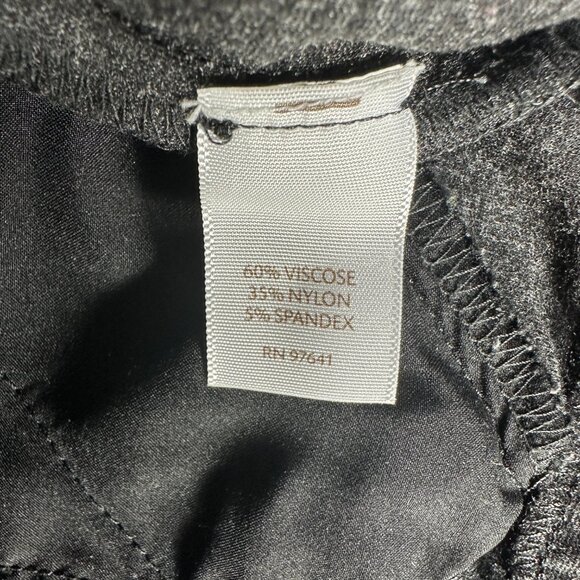 60% VISCOSE
35% NYLON
5% SPANDEX
RN 97641